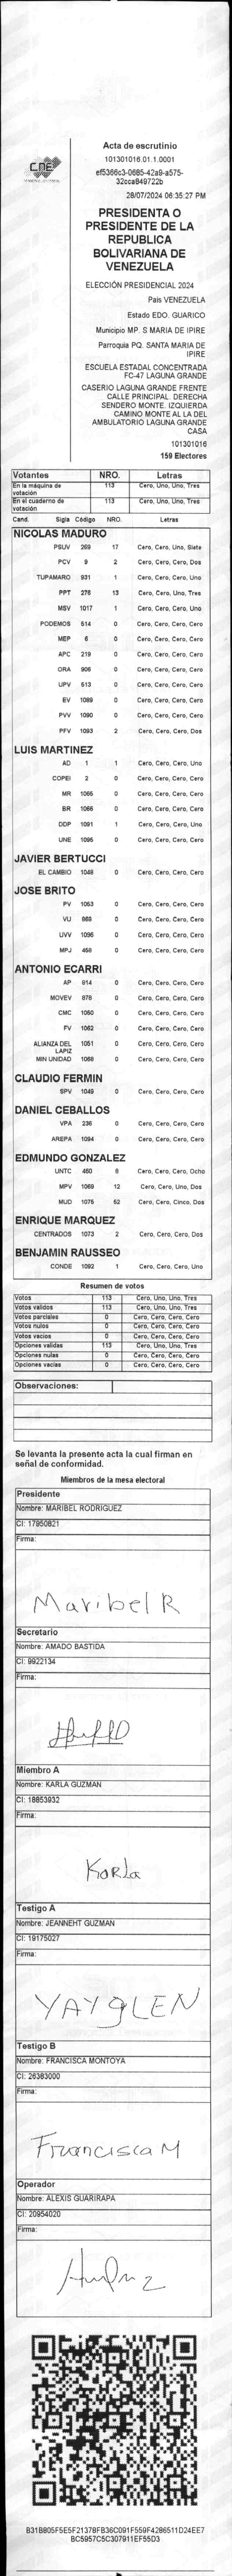 CNE
Acta de escrutinio
101301016.01.1.0001
ef5366c3-0685-42a9-a575-
32cca849722b
28/07/2024 06:35:27 PM
PRESIDENTA O
PRESIDENTE DE LA
REPUBLICA
BOLIVARIANA DE
VENEZUELA
ELECCIÓN PRESIDENCIAL 2024
Pais VENEZUELA
Estado EDO. GUARICO
Municipio MP. S MARIA DE IPIRE
Parroquia PQ. SANTA MARIA DE
IPIRE
ESCUELA ESTADAL CONCENTRADA
FC-47 LAGUNA GRANDE
CASERIO LAGUNA GRANDE FRENTE
CALLE PRINCIPAL. DERECHA
SENDERO MONTE. IZQUIERDA
CAMINO MONTE AL LA DEL
AMBULATORIO LAGUNA GRANDE
CASA
101301016
159 Electores
Votantes NRO. Letras
En la máquina de votación 113 Cero, Uno, Uno, Tres
En el cuaderno de votación 113 Cero, Uno, Uno, Tres
Cand. Sigla Código NRO. Letras
NICOLAS MADURO
PSUV 269 17 Cero, Cero, Uno, Siete
PCV 9 2 Cero, Cero, Cero, Dos
TUPAMARO 931 1 Cero, Cero, Cero, Uno
PPT 276 13 Cero, Cero, Uno, Tres
MSV 1017 1 Cero, Cero, Cero, Uno
PODEMOS 514 0 Cero, Cero, Cero, Cero
MEP 6 0 Cero, Cero, Cero, Cero
APC 219 0 Cero, Cero, Cero, Cero
ORA 906 0 Cero, Cero, Cero, Cero
UPV 513 0 Cero, Cero, Cero, Cero
EV 1089 0 Cero, Cero, Cero, Cero
PVV 1090 0 Cero, Cero, Cero, Cero
PFV 1093 2 Cero, Cero, Cero, Dos
LUIS MARTINEZ
AD 1 1 Cero, Cero, Cero, Uno
COPEI 2 0 Cero, Cero, Cero, Cero
MR 1065 0 Cero, Cero, Cero, Cero
BR 1066 0 Cero, Cero, Cero, Cero
DDP 1091 1 Cero, Cero, Cero, Uno
UNE 1095 0 Cero, Cero, Cero, Cero
JAVIER BERTUCCI
EL CAMBIO 1048 0 Cero, Cero, Cero, Cero
JOSE BRITO
PV 1053 0 Cero, Cero, Cero, Cero
VU 868 0 Cero, Cero, Cero, Cero
UVV 1096 0 Cero, Cero, Cero, Cero
MPJ 458 0 Cero, Cero, Cero, Cero
ANTONIO ECARRI
AP 814 0 Cero, Cero, Cero, Cero
MOVEV 878 0 Cero, Cero, Cero, Cero
CMC 1050 0 Cero, Cero, Cero, Cero
FV 1062 0 Cero, Cero, Cero, Cero
ALIANZA DEL LAPIZ 1051 0 Cero, Cero, Cero, Cero
MIN UNIDAD 1068 0 Cero, Cero, Cero, Cero
CLAUDIO FERMIN
SPV 1049 0 Cero, Cero, Cero, Cero
DANIEL CEBALLOS
VPA 236 0 Cero, Cero, Cero, Cero
AREPA 1094 0 Cero, Cero, Cero, Cero
EDMUNDO GONZALEZ
UNTC 460 8 Cero, Cero, Cero, Ocho
MPV 1069 12 Cero, Cero, Uno, Dos
MUD 1075 52 Cero, Cero, Cinco, Dos
ENRIQUE MARQUEZ
CENTRADOS 1073 2 Cero, Cero, Cero, Dos
BENJAMIN RAUSSEO
CONDE 1092 1 Cero, Cero, Cero, Uno
Resumen de votos
Votos 113 Cero, Uno, Uno, Tres
Votos validos 113 Cero, Uno, Uno, Tres
Votos parciales 0 Cero, Cero, Cero, Cero
Votos nulos 0 Cero, Cero, Cero, Cero
Votos vacios 0 Cero, Cero, Cero, Cero
Opciones validas 113 Cero, Uno, Uno, Tres
Opciones nulas 0 Cero, Cero, Cero, Cero
Opciones vacias 0 Cero, Cero, Cero, Cero
Observaciones:
Se levanta la presente acta la cual firman en
señal de conformidad.
Miembros de la mesa electoral
Presidente
Nombre: MARIBEL RODRIGUEZ
CI: 17850821
Firma:
Maribel R
Secretario
Nombre: AMADO BASTIDA
CI: 9922134
Firma:
Miembro A
Nombre: KARLA GUZMAN
CI: 18853932
Firma:
Karla
Testigo A
Nombre: JEANNEHT GUZMAN
CI: 19175027
Firma:
YAYGLEN
Testigo B
Nombre: FRANCISCA MONTOYA
CI: 26383000
Firma:
Francisca M
Operador
Nombre: ALEXIS GUARIRAPA
CI: 20954020
Firma:
B31B805F5E5F21378FB36C091F559F4286511D24EE7
BC5957C5C307911EF55D3